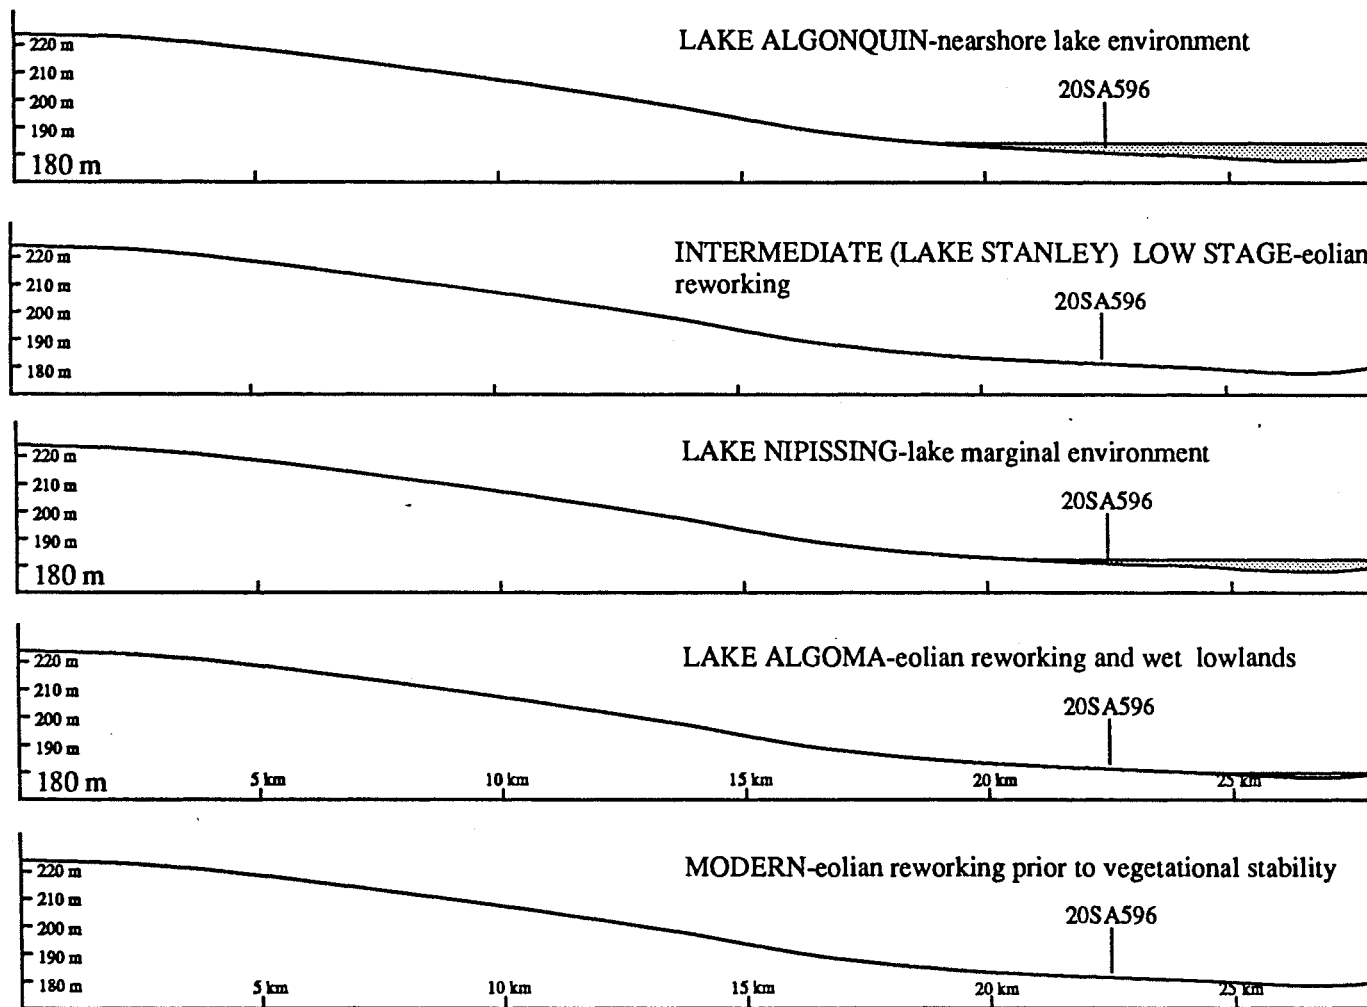 LAKE ALGONQUIN-nearshore lake environment
20SA596
220 m
210 m
200 m
190 m
180 m
INTERMEDIATE (LAKE STANLEY) LOW STAGE-eolian
reworking
20SA596
220 m
210 m
200 m
190 m
180 m
LAKE NIPISSING-lake marginal environment
20SA596
220 m
210 m
200 m
190 m
180 m
LAKE ALGOMA-eolian reworking and wet lowlands
20SA596
220 m
210 m
200 m
190 m
180 m
5 km 10 km 15 km 20 km 25 km
MODERN-eolian reworking prior to vegetational stability
20SA596
220 m
210 m
200 m
190 m
180 m
5 km 10 km 15 km 20 km 25 km